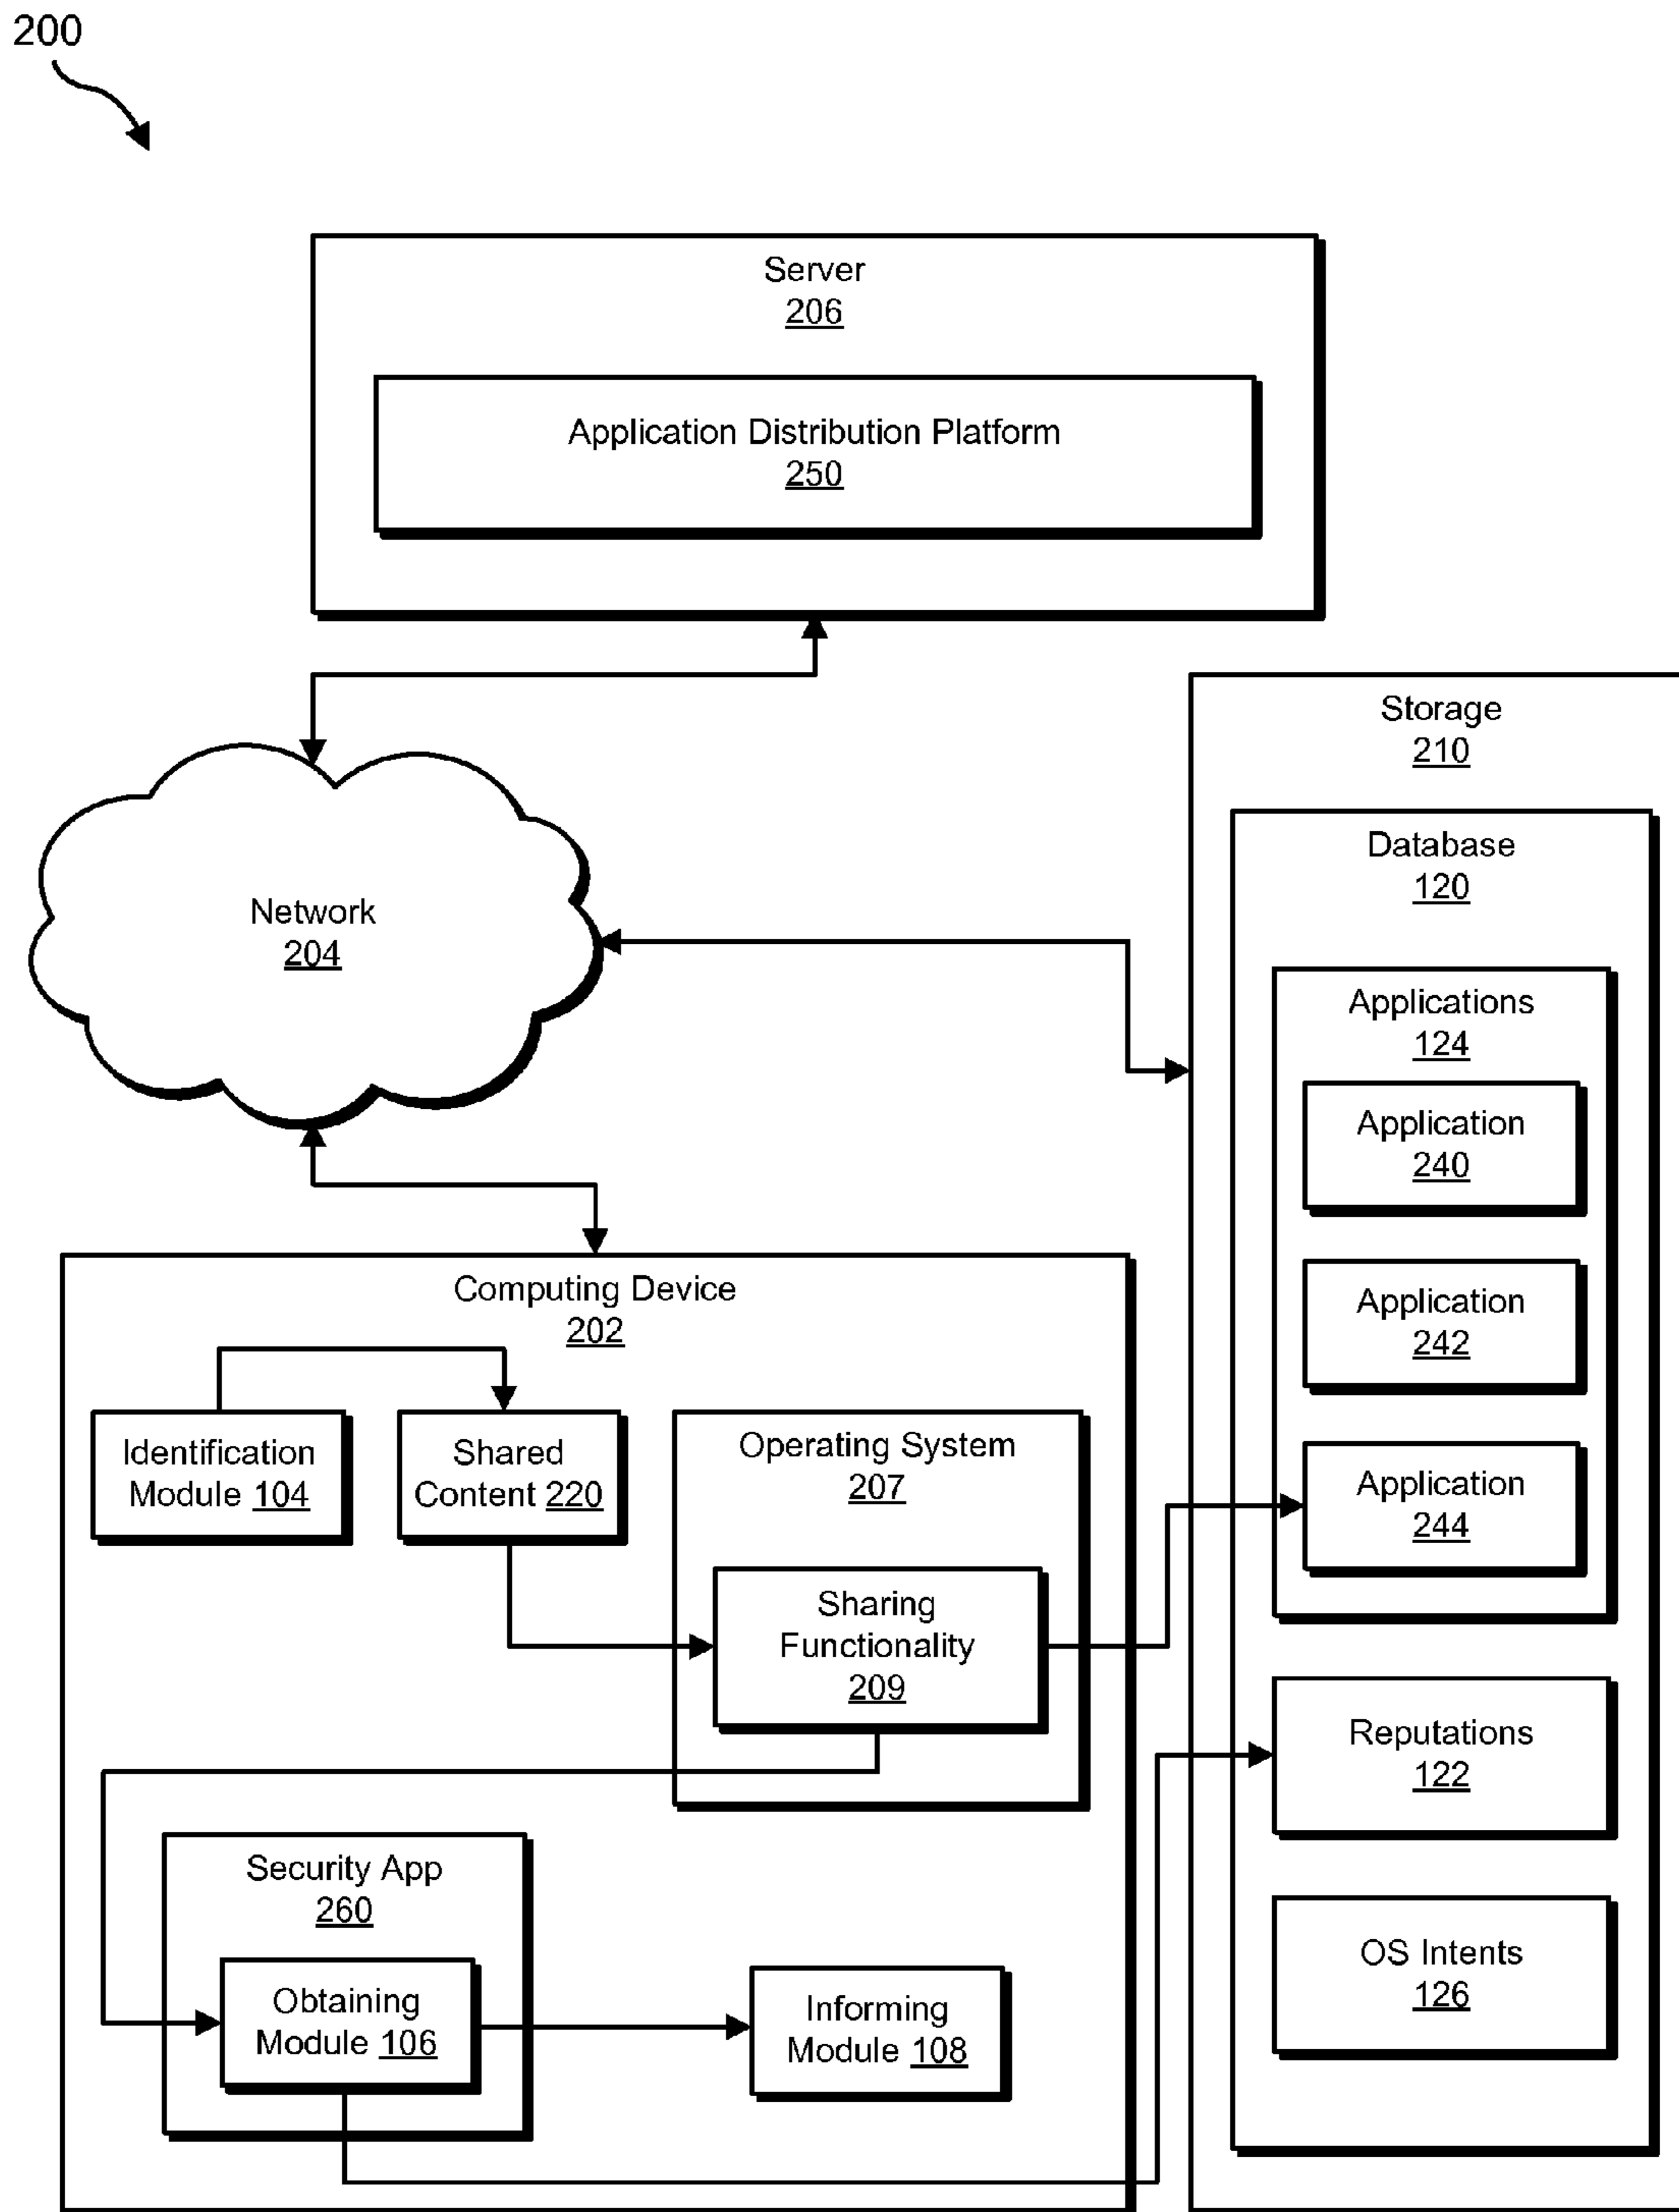 200
Server
206
Application Distribution Platform
250
Storage
210
Database
120
Network
204
Applications
124
Application
240
Application
242
Application
244
Computing Device
202
Identification
Module 104
Shared
Content 220
Operating System
207
Sharing
Functionality
209
Reputations
122
Security App
260
Obtaining
Module 106
Informing
Module 108
OS Intents
126